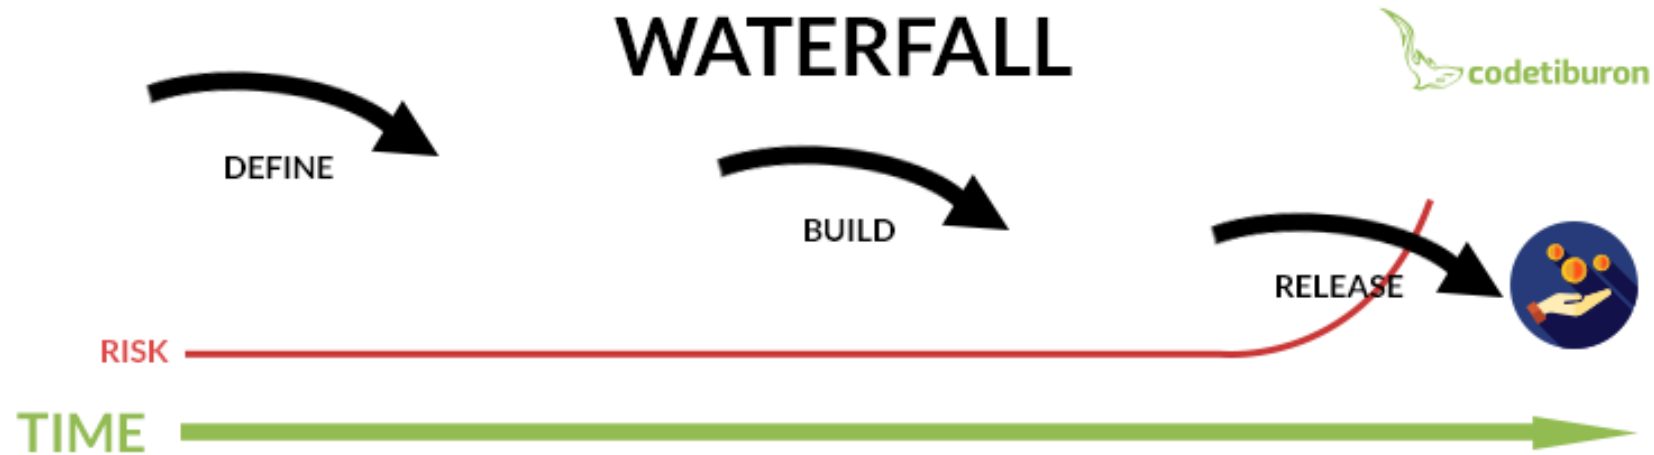 WATERFALL
codetiburon
DEFINE
BUILD
RELEASE
RISK
TIME